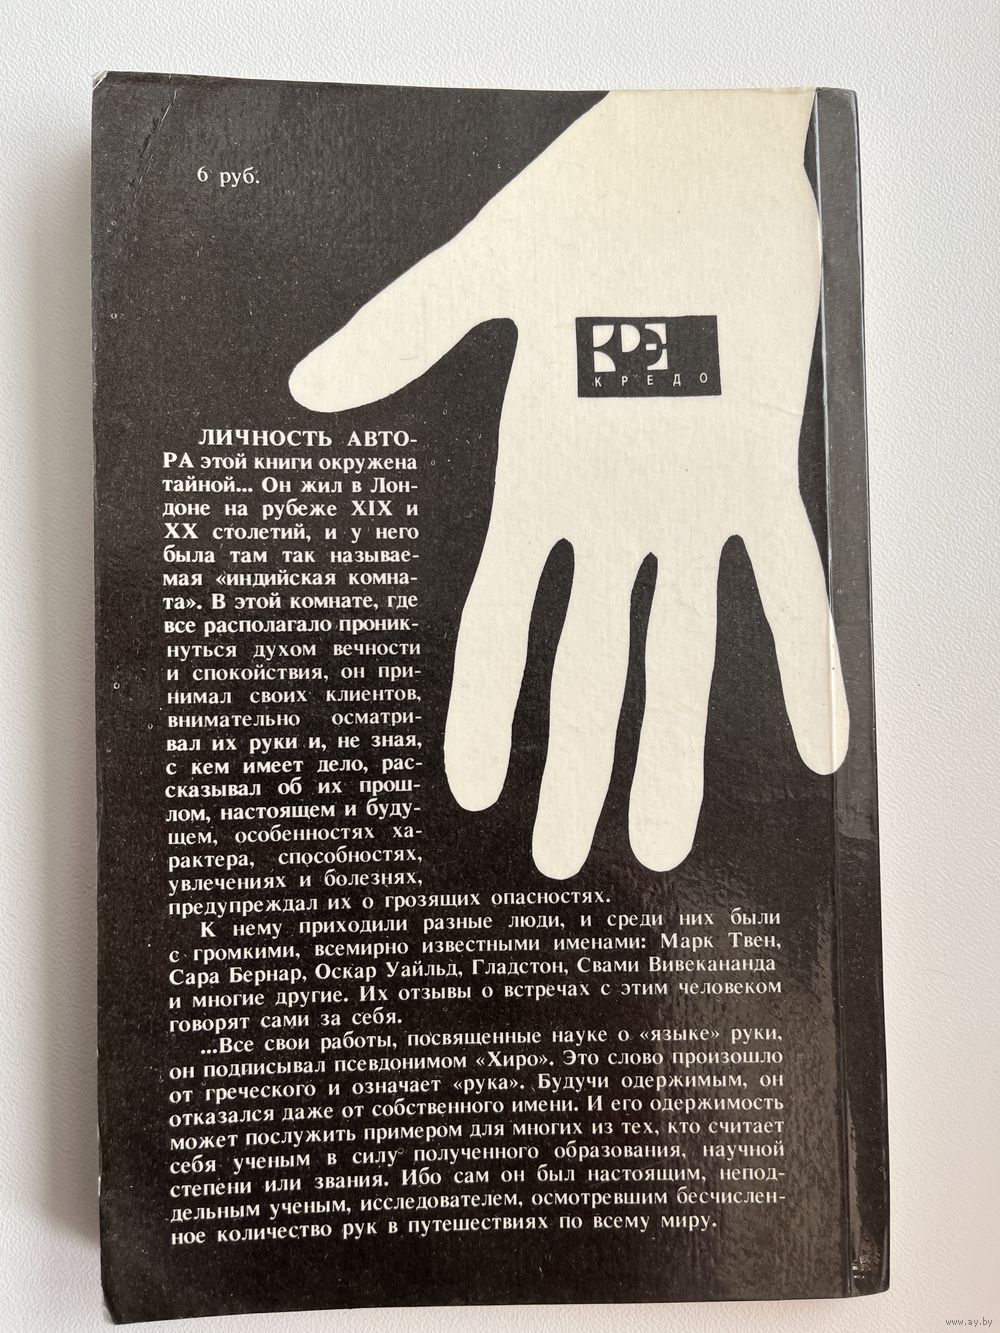 6 руб.
КРЭ
КРЕДО
ЛИЧНОСТЬ АВТО-
РА этой книги окружена
тайной... Он жил в Лон-
доне на рубеже XIX и
XX столетий, и у него
была там так называе-
мая «индийская комна-
та». В этой комнате, где
все располагало проник-
нуться духом вечности
и спокойствия, он при-
нимал своих клиентов,
внимательно осматри-
вал их руки и, не зная,
с кем имеет дело, рас-
сказывал об их прош-
лом, настоящем и буду-
щем, особенностях ха-
рактера, способностях,
увлечениях и болезнях,
предупреждал их о грозящих опасностях.
К нему приходили разные люди, и среди них были
с громкими, всемирно известными именами: Марк Твен,
Сара Бернар, Оскар Уайльд, Гладстон, Свами Вивекананда
и многие другие. Их отзывы о встречах с этим человеком
говорят сами за себя.
...Все свои работы, посвященные науке о «языке» руки,
он подписывал псевдонимом «Хиро». Это слово произошло
от греческого и означает «рука». Будучи одержимым, он
отказался даже от собственного имени. И его одержимость
может послужить примером для многих из тех, кто считает
себя ученым в силу полученного образования, научной
степени или звания. Ибо сам он был настоящим, непод-
дельным ученым, исследователем, осмотревшим бесчислен-
ное количество рук в путешествиях по всему миру.
www.ay.by